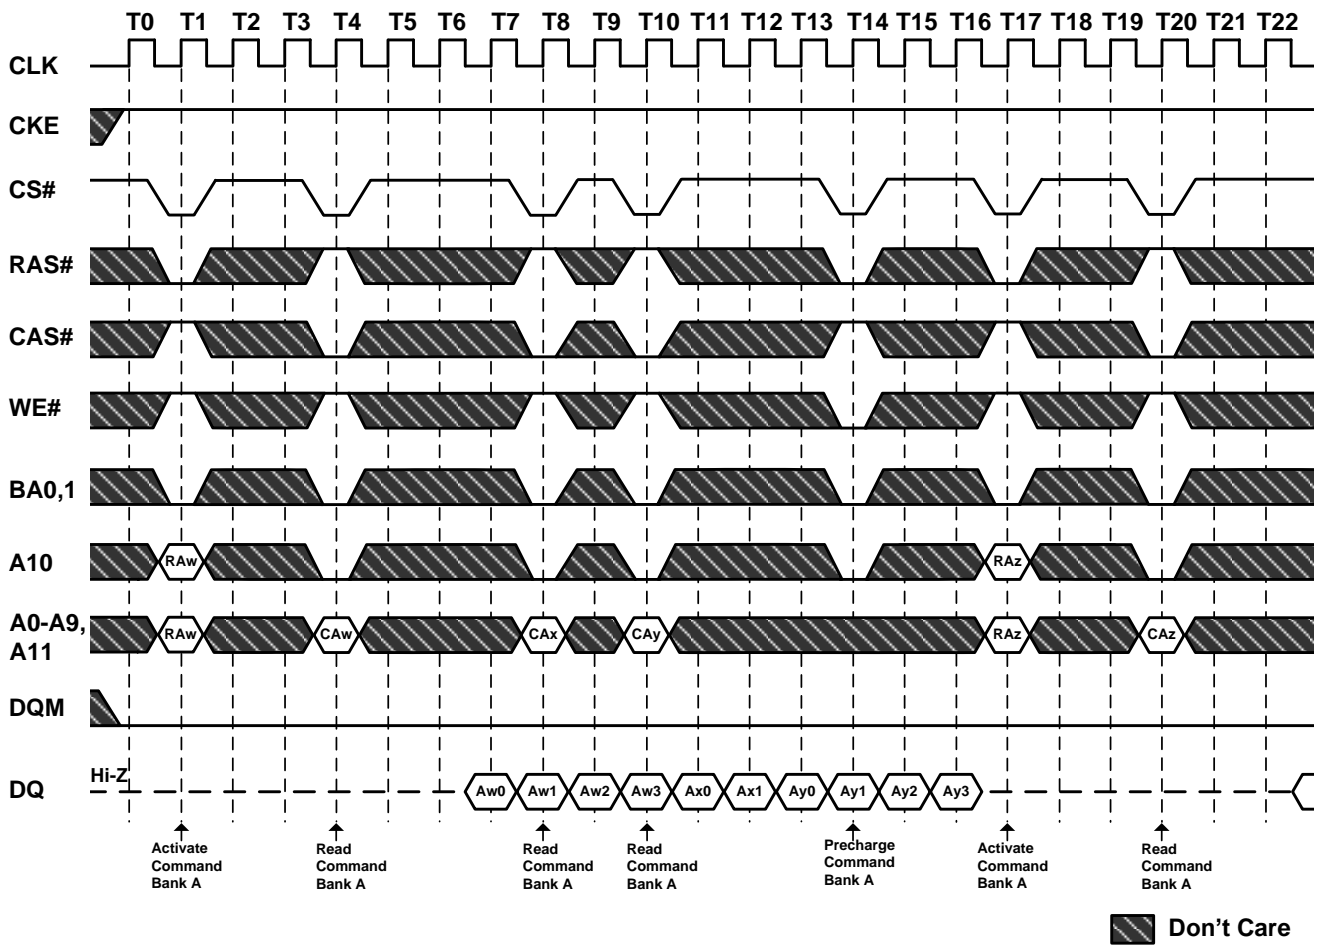 T0 T1 T2 T3 T4 T5 T6 T7 T8 T9 T10 T11 T12 T13 T14 T15 T16 T17 T18 T19 T20 T21 T22
CLK
CKE
CS#
RAS#
CAS#
WE#
BA0,1
A10
RAw RAz
A0-A9,
A11
RAw CAw CAx CAy RAz CAz
DQM
Hi-Z
DQ
Aw0 Aw1 Aw2 Aw3 Ax0 Ax1 Ay0 Ay1 Ay2 Ay3
Activate
Command
Bank A
Read
Command
Bank A
Read
Command
Bank A
Read
Command
Bank A
Precharge
Command
Bank A
Activate
Command
Bank A
Read
Command
Bank A
Don't Care